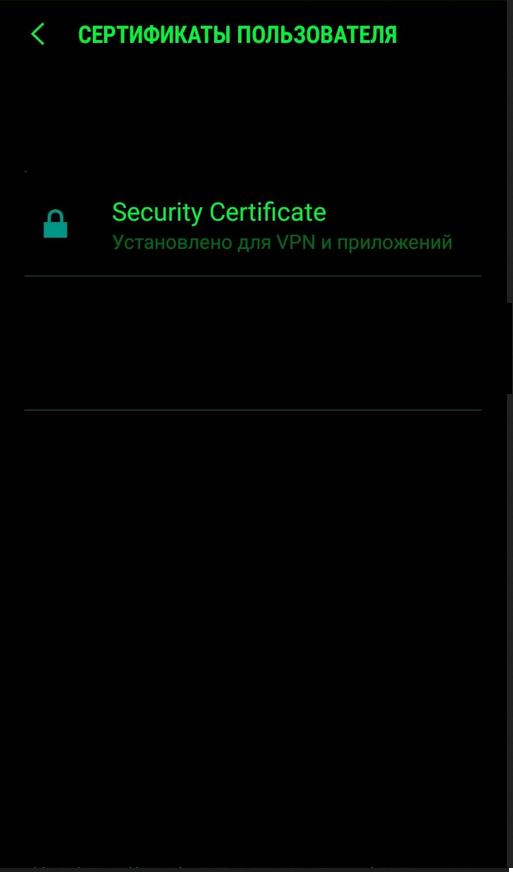 СЕРТИФИКАТЫ ПОЛЬЗОВАТЕЛЯ
Security Certificate
Установлено для VPN и приложений